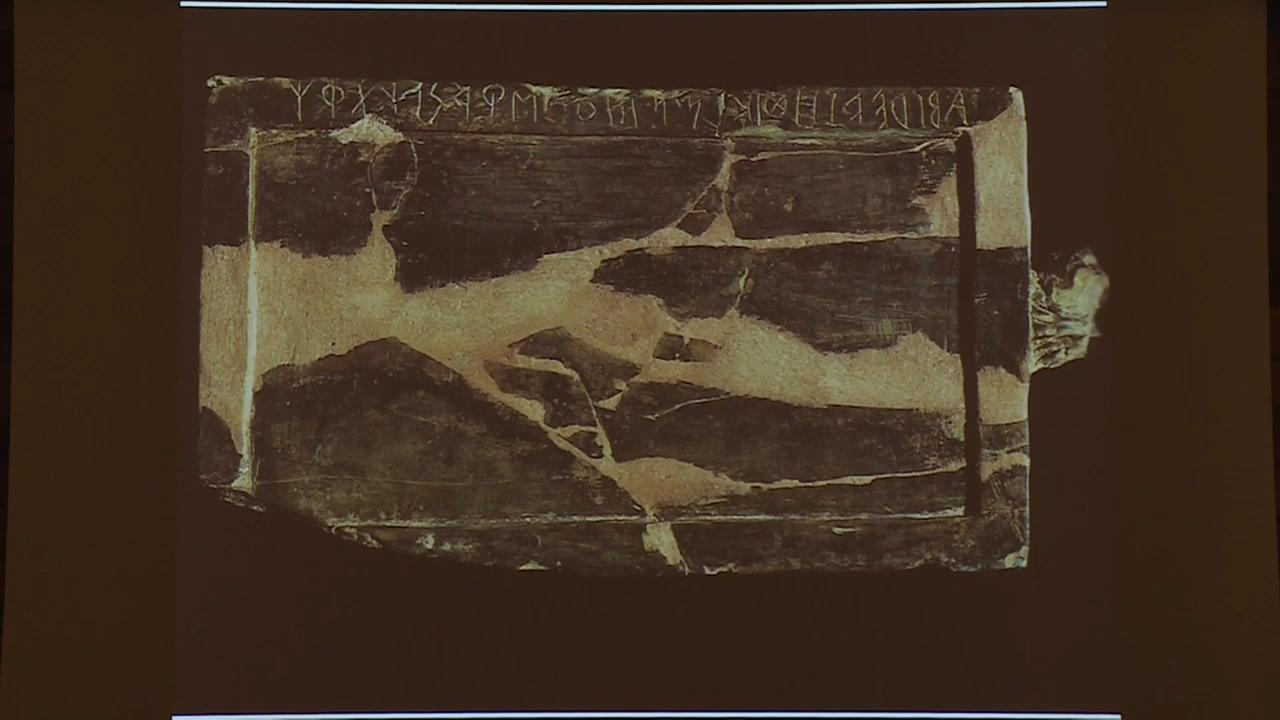 𐌀𐌁𐌂𐌃𐌄𐌅𐌆𐌇𐌈𐌉𐌊𐌋𐌌𐌍𐌎𐌏𐌐𐌑𐌒𐌓𐌔𐌕𐌖𐌗𐌘𐌙